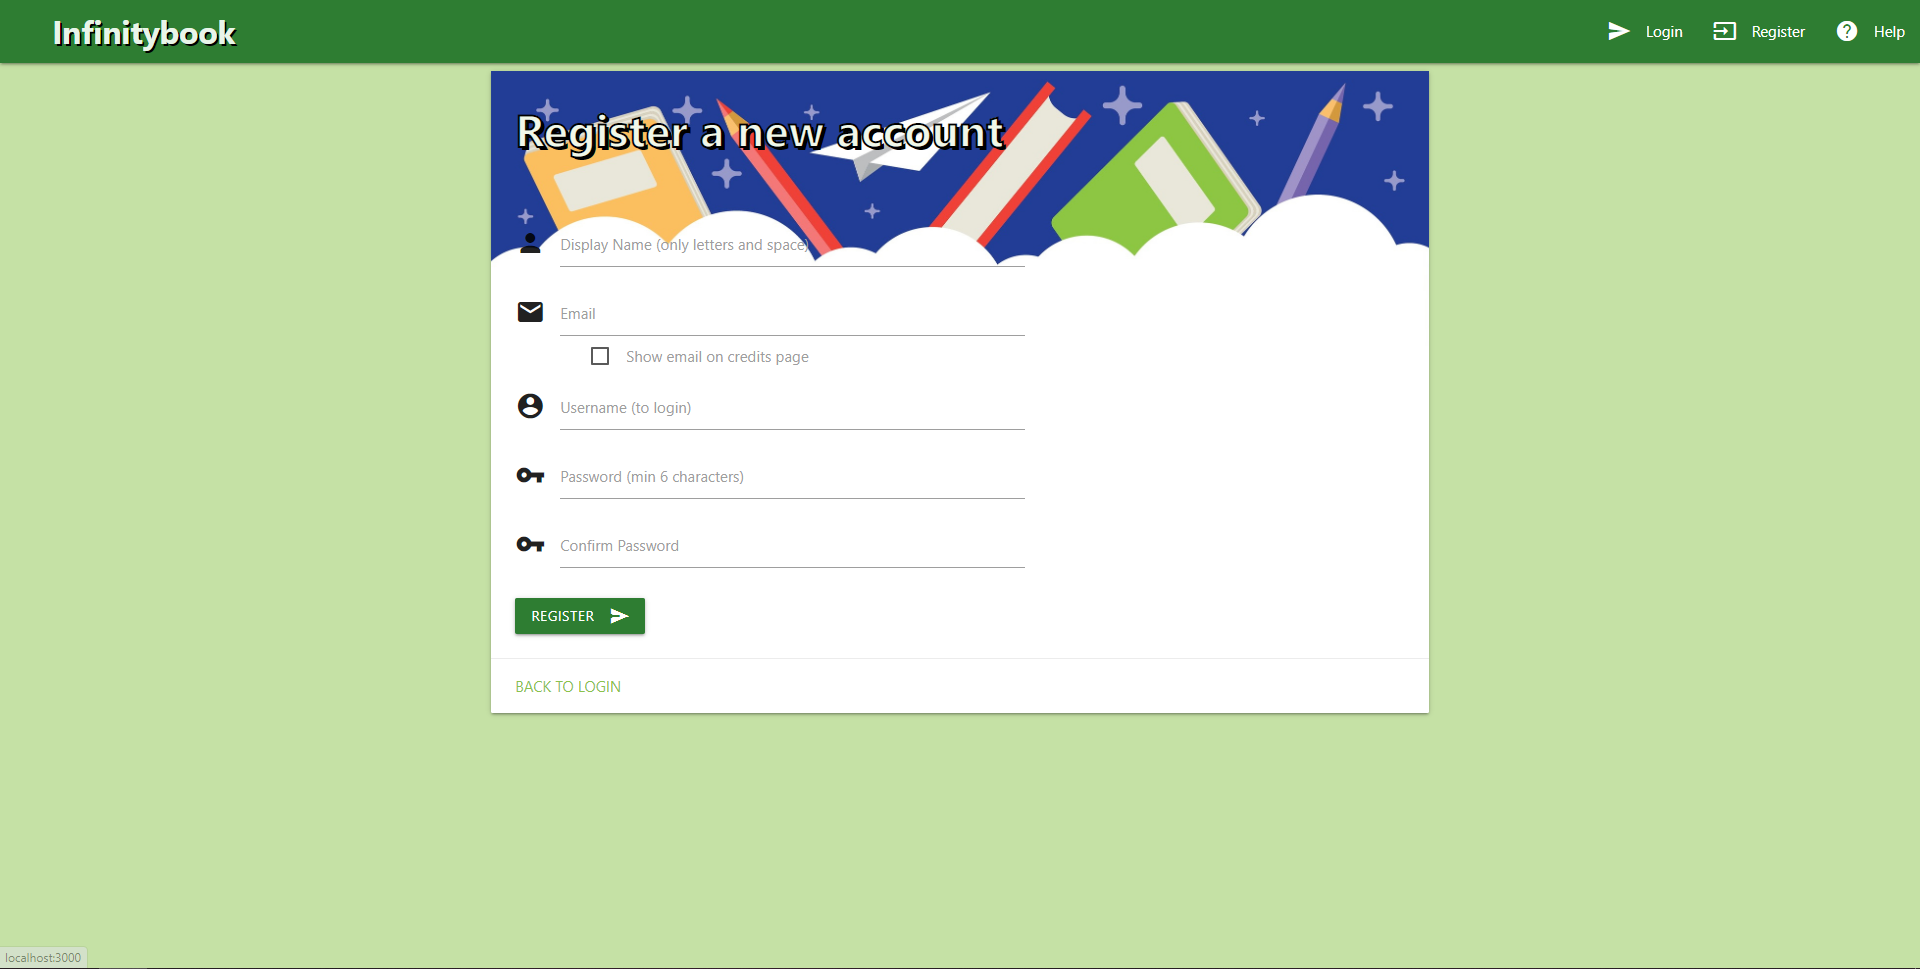 Infinitybook
Login
Register
Help
Register a new account
Display Name (only letters and space)
Email
Show email on credits page
Username (to login)
Password (min 6 characters)
Confirm Password
REGISTER
BACK TO LOGIN
localhost:3000